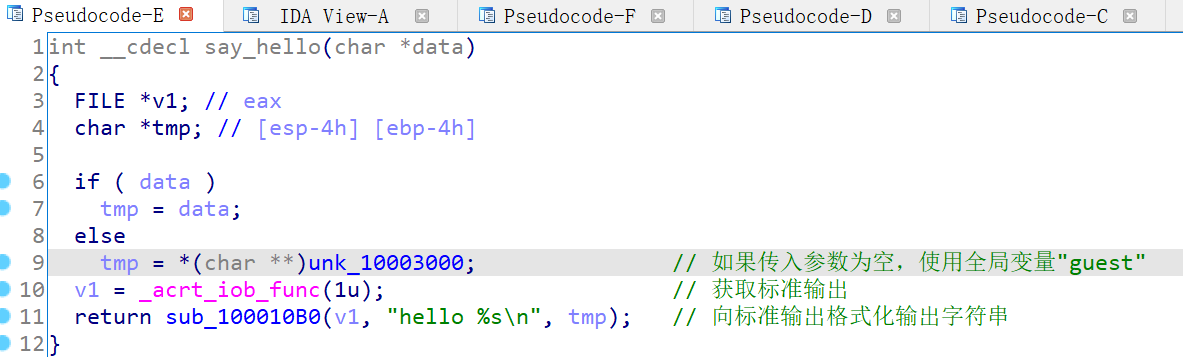 Pseudocode-E IDA View-A Pseudocode-F Pseudocode-D Pseudocode-C
1 int __cdecl say_hello(char *data)
2 {
3 FILE *v1; // eax
4 char *tmp; // [esp-4h] [ebp-4h]
5
6 if ( data )
7 tmp = data;
8 else
9 tmp = *(char **)unk_10003000; // 如果传入参数为空，使用全局变量"guest"
10 v1 = _acrt_iob_func(1u); // 获取标准输出
11 return sub_100010B0(v1, "hello %s\n", tmp); // 向标准输出格式化输出字符串
12 }